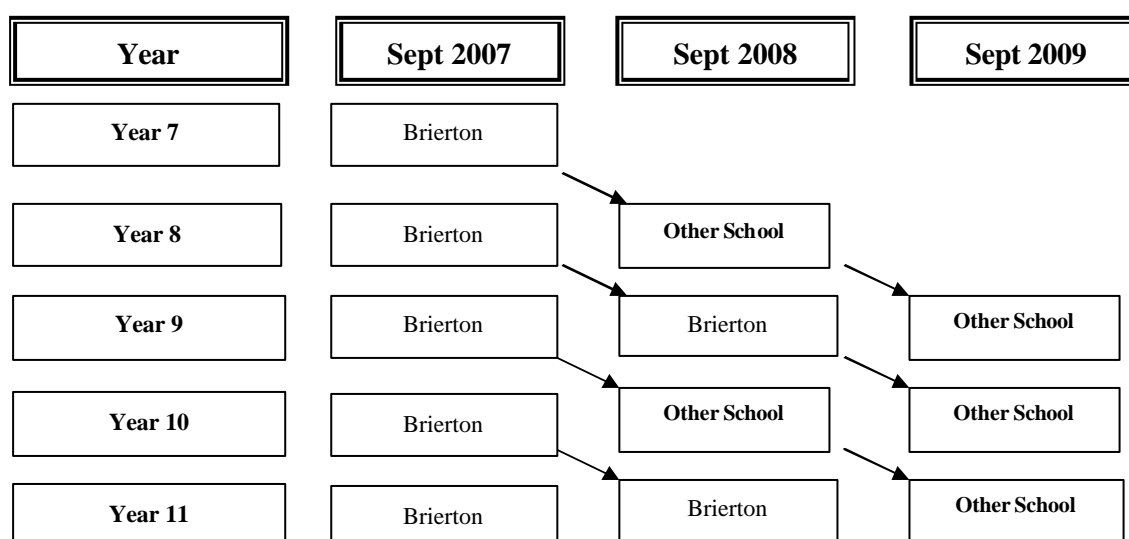 Year Sept 2007 Sept 2008 Sept 2009
Year 7 Brierton
Year 8 Brierton Other School
Year 9 Brierton Brierton Other School
Year 10 Brierton Other School Other School
Year 11 Brierton Brierton Other School